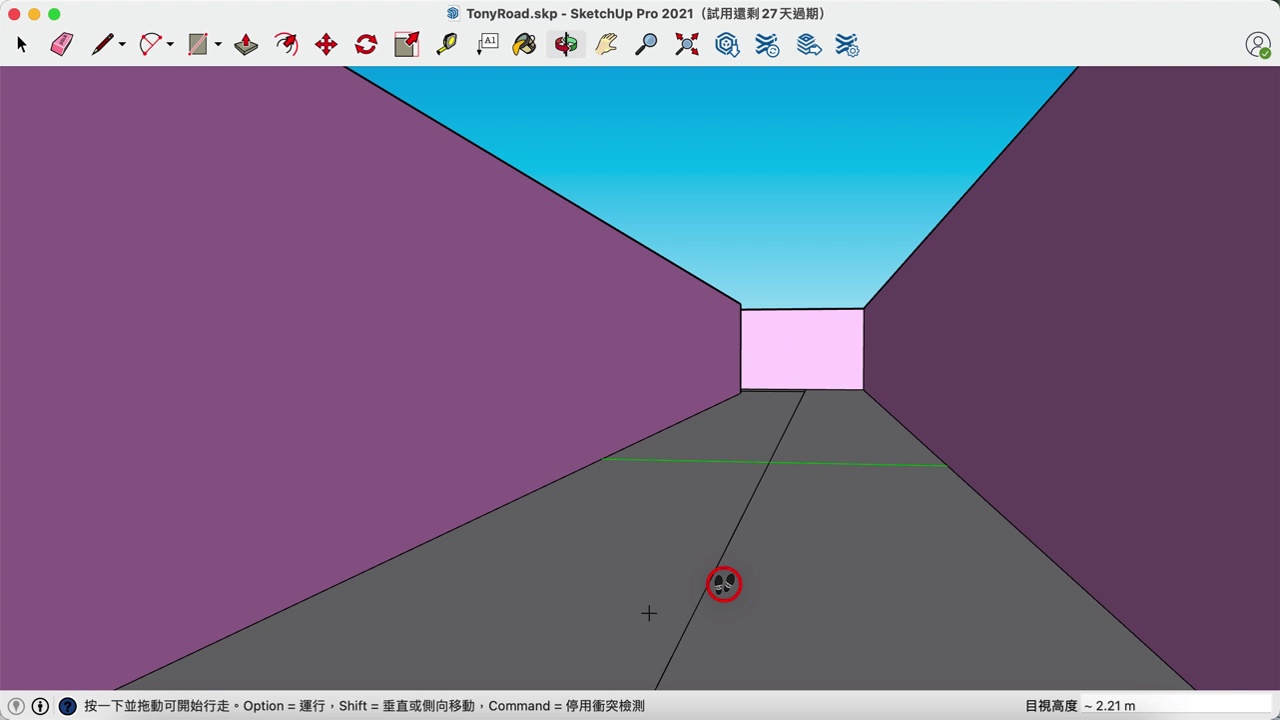 TonyRoad.skp - SketchUp Pro 2021（試用還剩 27 天過期）
A1
按一下並拖動可開始行走。Option = 運行，Shift = 垂直或側向移動，Command = 停用衝突檢測
目視高度 ~ 2.21 m